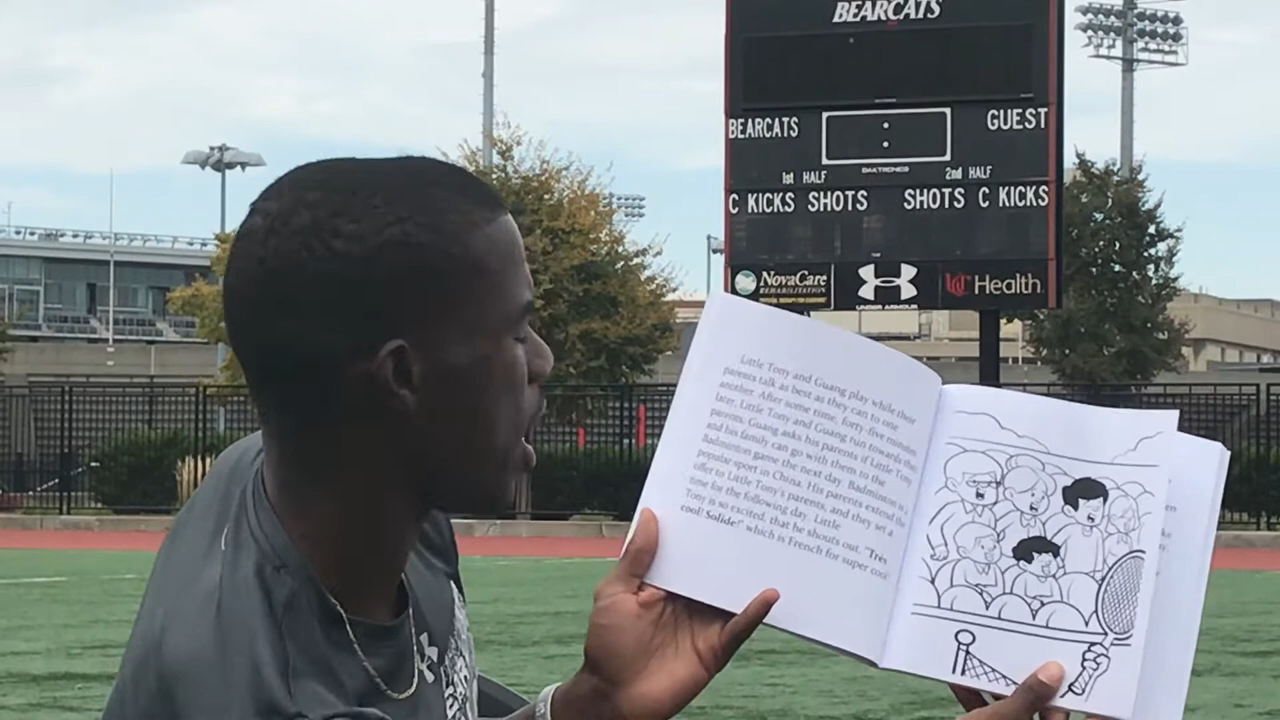 BEARCATS
BEARCATS
GUEST
DAKTRONICS
1st HALF
2nd HALF
C KICKS SHOTS
SHOTS C KICKS
NovaCare
REHABILITATION
UNDER ARMOUR
UC Health.
Little Tony and Guang play while their
parents talk as best as they can to one
another. After some time, forty-five minutes
later, Little Tony and Guang run towards the
parents. Guang asks his parents if Little Tony
and his family can go with them to the
Badminton game the next day. Badminton is a
popular sport in China. His parents extend the
offer to Little Tony's parents, and they set a
time for the following day. Little
Tony is so excited, that he shouts out, "Très
cool! Solide!" which is French for super cool